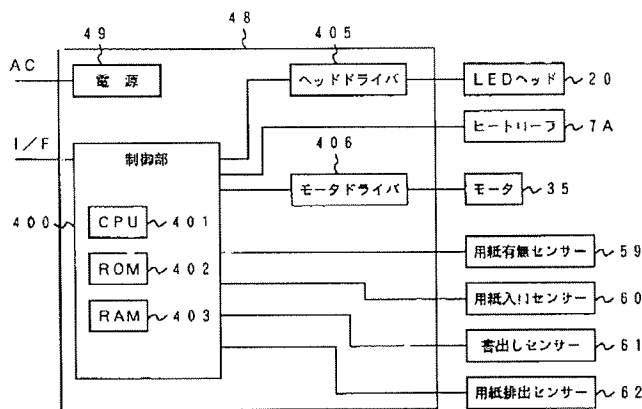 48
49
405
AC
電 源
ヘッドドライバ
LEDヘッド
20
I/F
ヒートローラ
7A
制御部
406
モータドライバ
モータ
35
400
CPU
401
用紙有無センサー
59
ROM
402
用紙入口センサー
60
RAM
403
書出しセンサー
61
用紙排出センサー
62